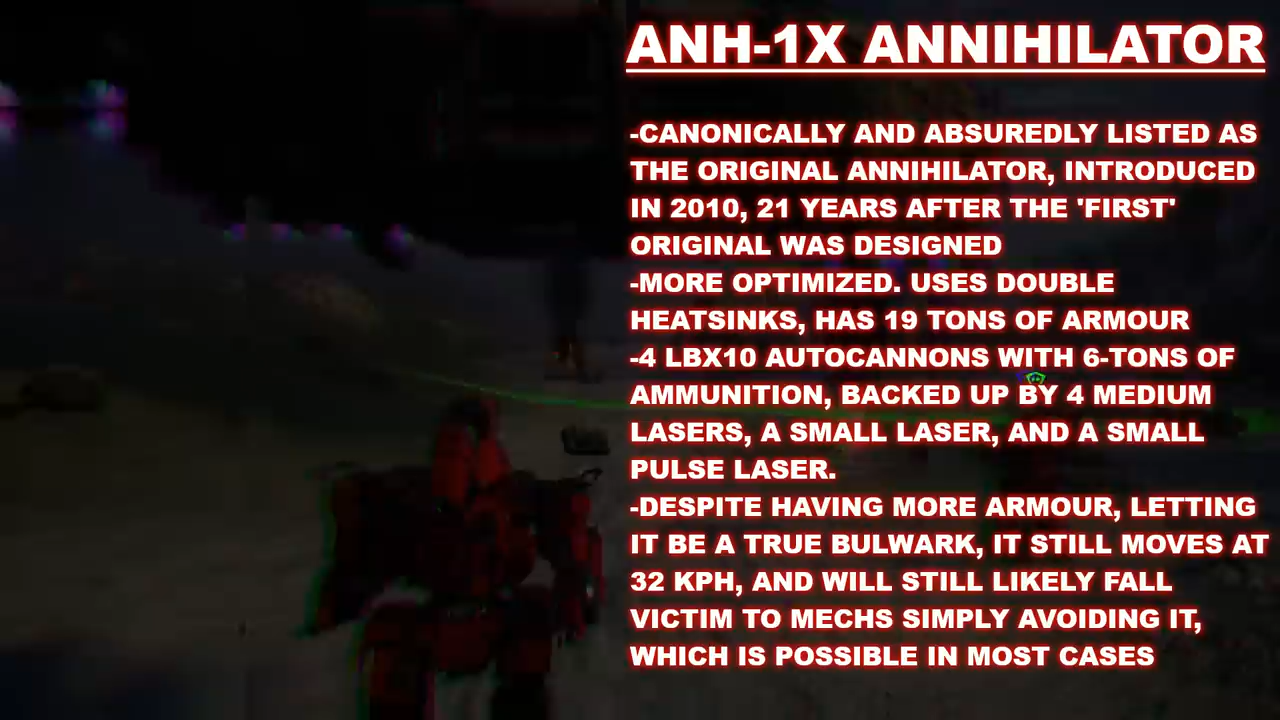 ANH-1X ANNIHILATOR
-CANONICALLY AND ABSUREDLY LISTED AS
THE ORIGINAL ANNIHILATOR, INTRODUCED
IN 2010, 21 YEARS AFTER THE 'FIRST'
ORIGINAL WAS DESIGNED
-MORE OPTIMIZED. USES DOUBLE
HEATSINKS, HAS 19 TONS OF ARMOUR
-4 LBX10 AUTOCANNONS WITH 6-TONS OF
AMMUNITION, BACKED UP BY 4 MEDIUM
LASERS, A SMALL LASER, AND A SMALL
PULSE LASER.
-DESPITE HAVING MORE ARMOUR, LETTING
IT BE A TRUE BULWARK, IT STILL MOVES AT
32 KPH, AND WILL STILL LIKELY FALL
VICTIM TO MECHS SIMPLY AVOIDING IT,
WHICH IS POSSIBLE IN MOST CASES